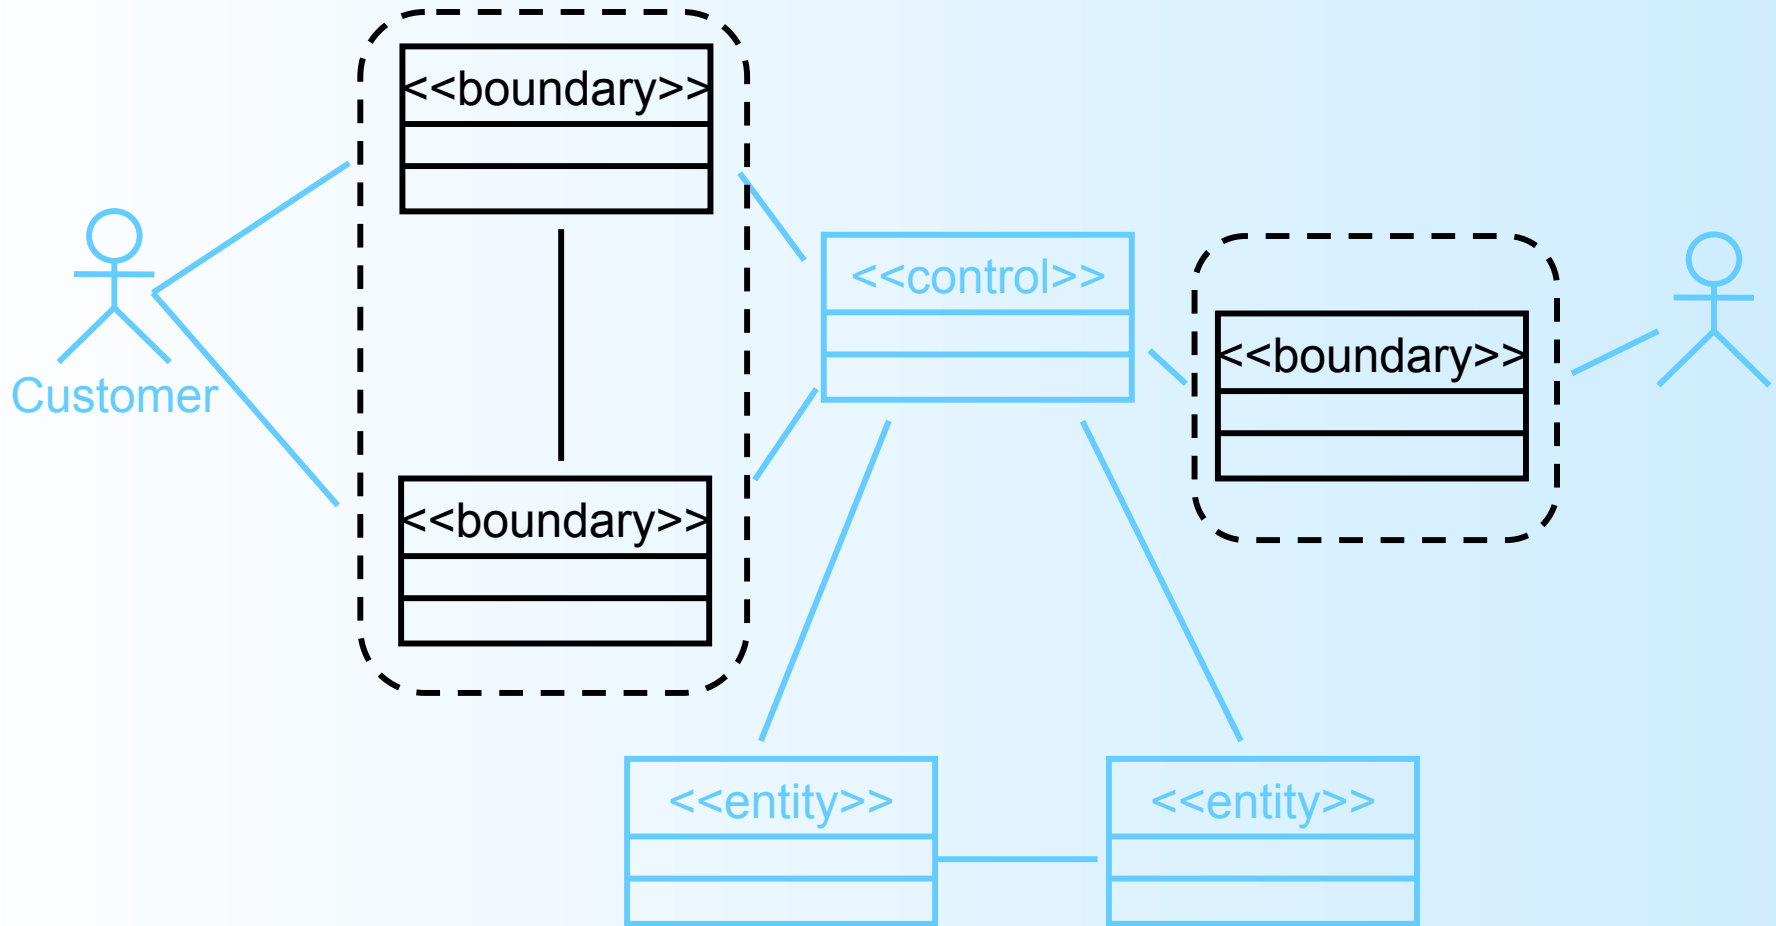 <<boundary>>
<<control>>
<<boundary>>
Customer
<<boundary>>
<<entity>>
<<entity>>